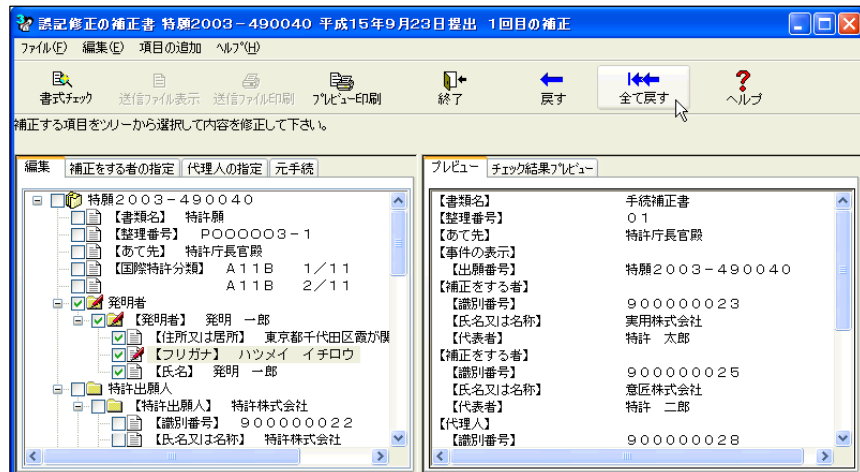 誤記修正の補正書 特願2003-490040 平成15年9月23日提出 1回目の補正
ファイル(F) 編集(E) 項目の追加 ヘルプ(H)
書式チェック 送信ファイル表示 送信ファイル印刷 プレビュー印刷 終了 戻す 全て戻す ヘルプ
補正する項目をツリーから選択して内容を修正して下さい。
編集 補正をする者の指定 代理人の指定 元手続
特願2003-490040
【書類名】 特許願
【整理番号】 PO00003-1
【あて先】 特許庁長官殿
【国際特許分類】 A11B 1/11
A11B 2/11
発明者
【発明者】 発明 一郎
【住所又は居所】 東京都千代田区霞が関
【フリガナ】 ハツメイ イチロウ
【氏名】 発明 一郎
特許出願人
【特許出願人】 特許株式会社
【識別番号】 900000022
【氏名又は名称】 特許株式会社
プレビュー チェック結果プレビュー
【書類名】 手続補正書
【整理番号】 01
【あて先】 特許庁長官殿
【事件の表示】
【出願番号】 特願2003-490040
【補正をする者】
【識別番号】 900000023
【氏名又は名称】 実用株式会社
【代表者】 特許 太郎
【補正をする者】
【識別番号】 900000025
【氏名又は名称】 意匠株式会社
【代表者】 特許 二郎
【代理人】
【識別番号】 900000028